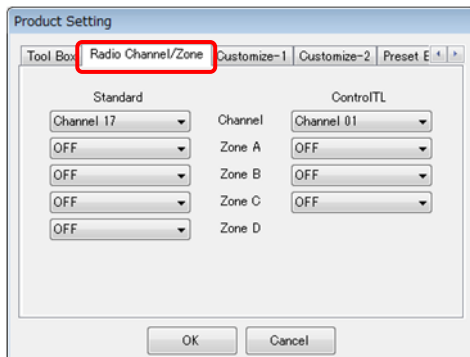 Product Setting
Tool Box Radio Channel/Zone Customize-1 Customize-2 Preset E
Standard ControlTL
Channel 17 Channel Channel 01
OFF Zone A OFF
OFF Zone B OFF
OFF Zone C OFF
OFF Zone D
OK Cancel